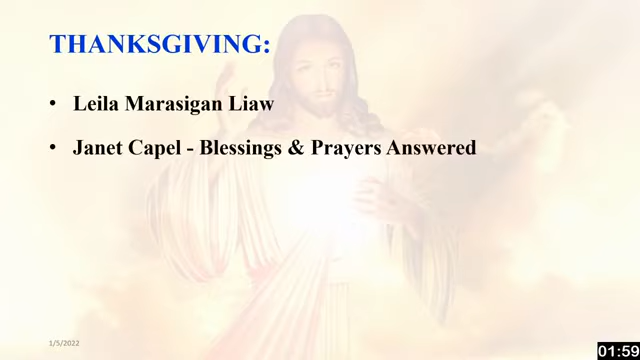 THANKSGIVING:
• Leila Marasigan Liaw
• Janet Capel - Blessings & Prayers Answered
1/5/2022
01:59